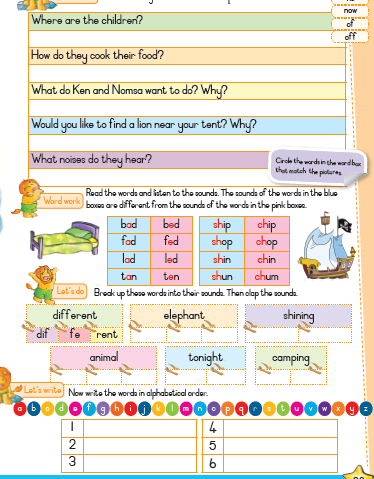 now
of
off
Where are the children?
How do they cook their food?
What do Ken and Nomsa want to do? Why?
Would you like to find a lion near your tent? Why?
What noises do they hear?
Circle the words in the word box
that match the pictures.
Word work
Read the words and listen to the sounds. The sounds of the words in the blue
boxes are different from the sounds of the words in the pink boxes.
bad bed ship chip
fad fed shop chop
lad led shin chin
tan ten shun chum
Let's do
Break up these words into their sounds. Then clap the sounds.
different elephant shining
dif fe rent
animal tonight camping
Let's write
Now write the words in alphabetical order.
a b c d e f g h i j k l m n o p q r s t u v w x y z
1 4
2 5
3 6